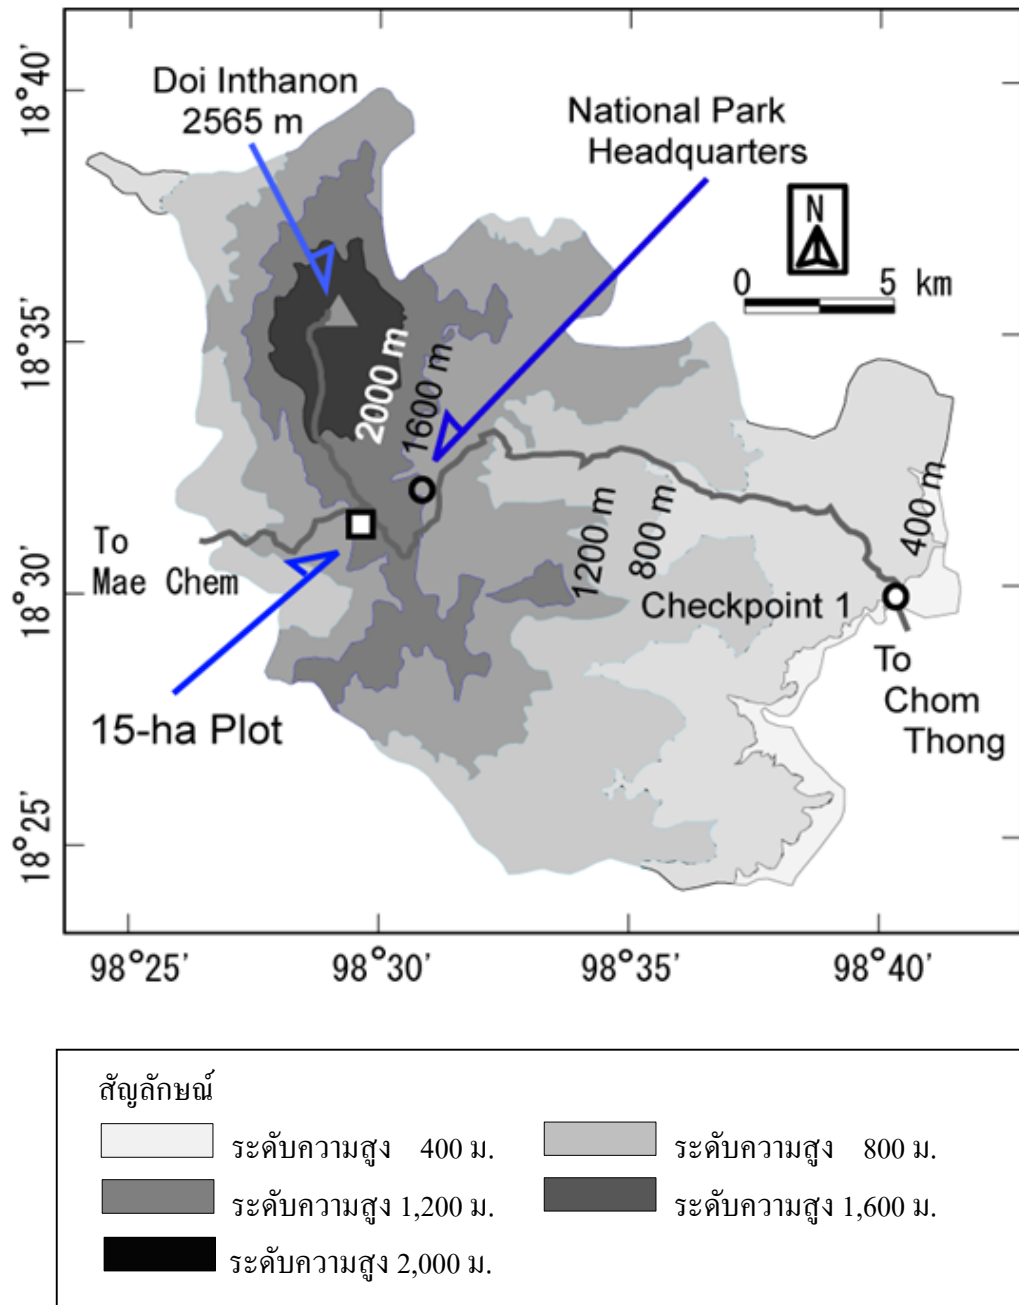 18°40'
18°35'
18°30'
18°25'
Doi Inthanon
2565 m
National Park
Headquarters
N
0 5 km
2000 m
1600 m
1200 m
800 m
400 m
To
Mae Chem
Checkpoint 1
To
Chom
Thong
15-ha Plot
98°25' 98°30' 98°35' 98°40'
สัญลักษณ์
ระดับความสูง 400 ม. ระดับความสูง 800 ม.
ระดับความสูง 1,200 ม. ระดับความสูง 1,600 ม.
ระดับความสูง 2,000 ม.